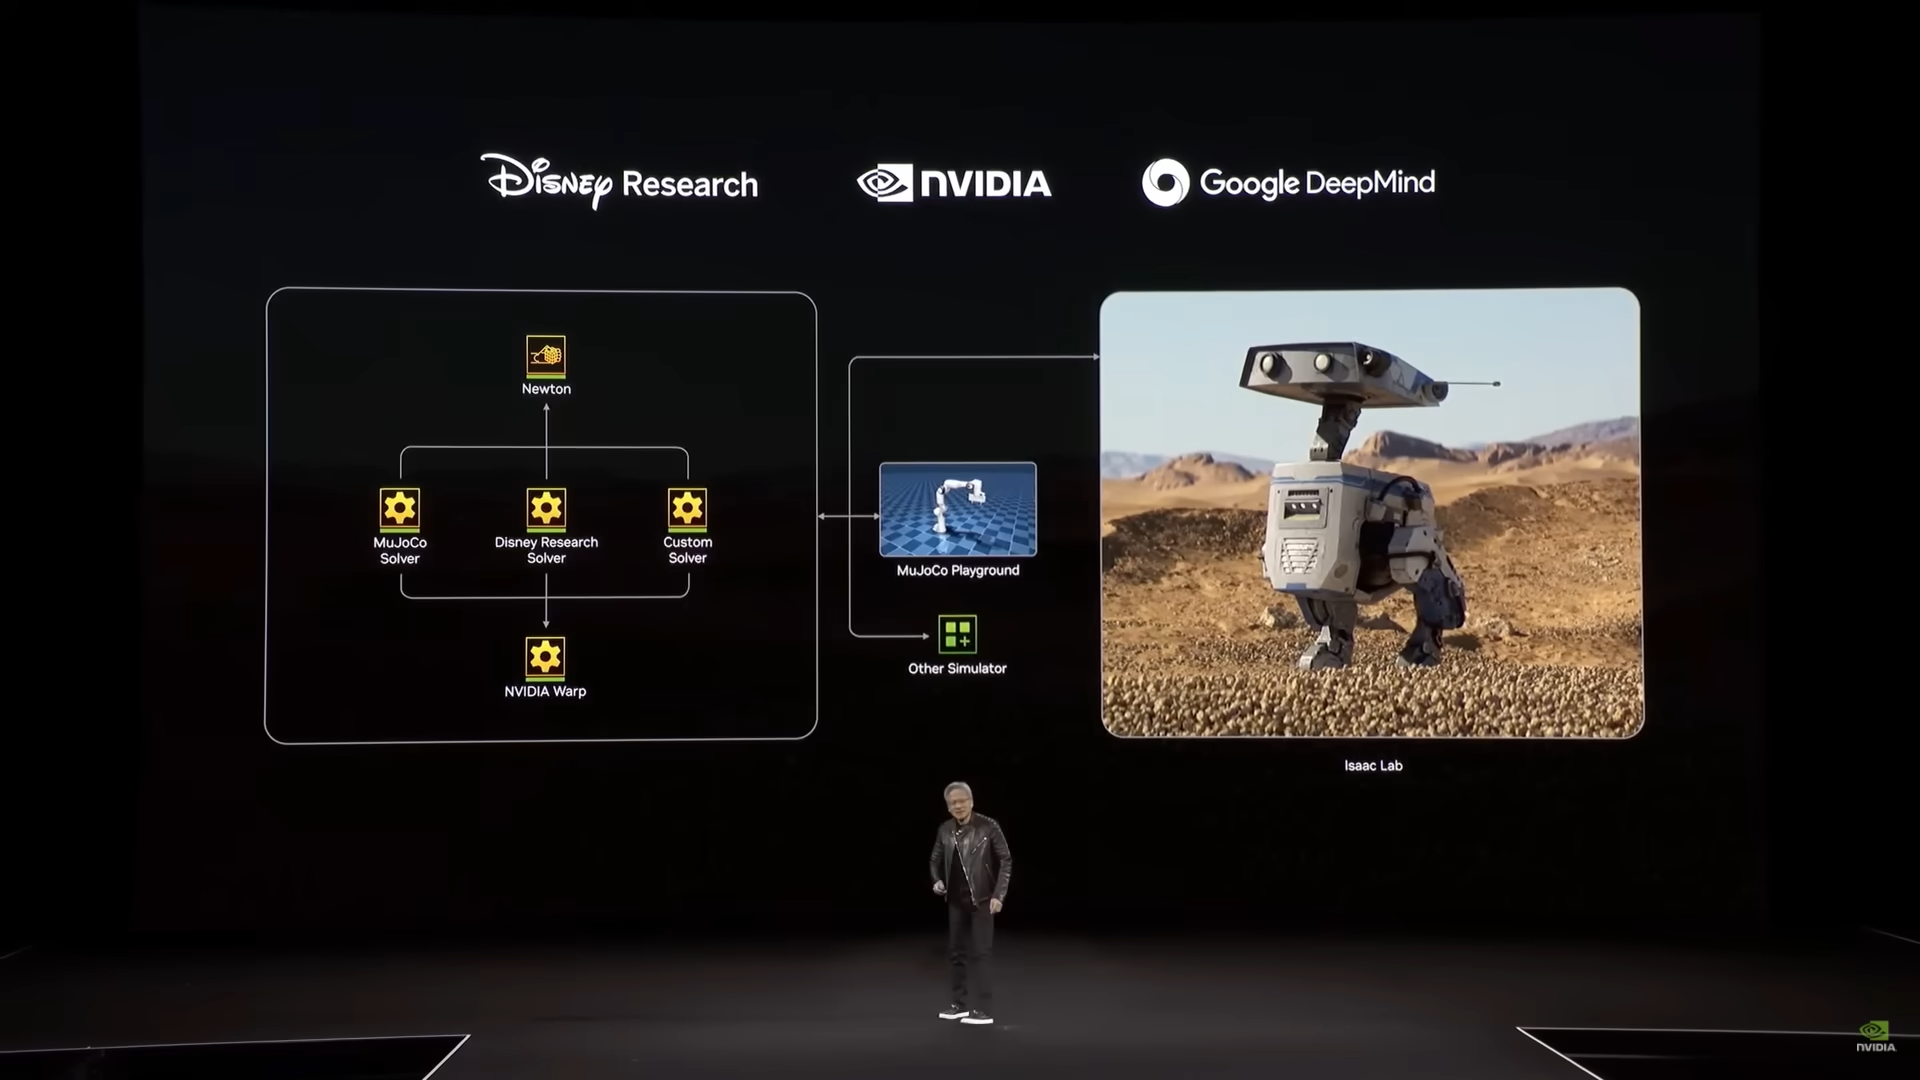 Disney Research
NVIDIA
Google DeepMind
Newton
MuJoCo
Solver
Disney Research
Solver
Custom
Solver
NVIDIA Warp
MuJoCo Playground
Other Simulator
Isaac Lab
NVIDIA